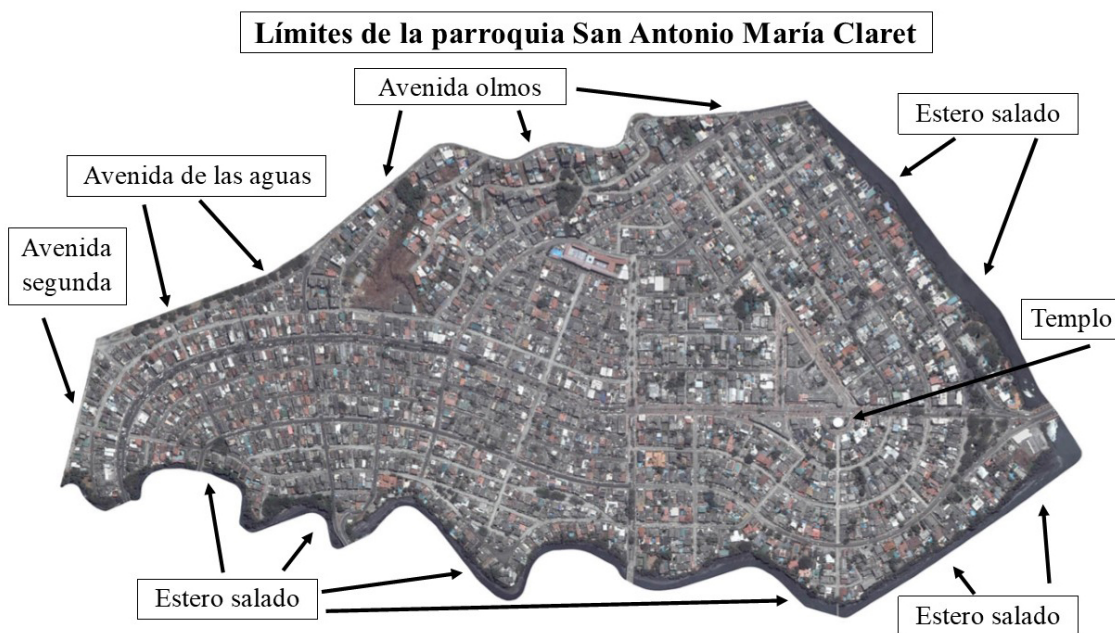 Límites de la parroquia San Antonio María Claret
Avenida olmos
Estero salado
Avenida de las aguas
Avenida
segunda
Templo
Estero salado
Estero salado